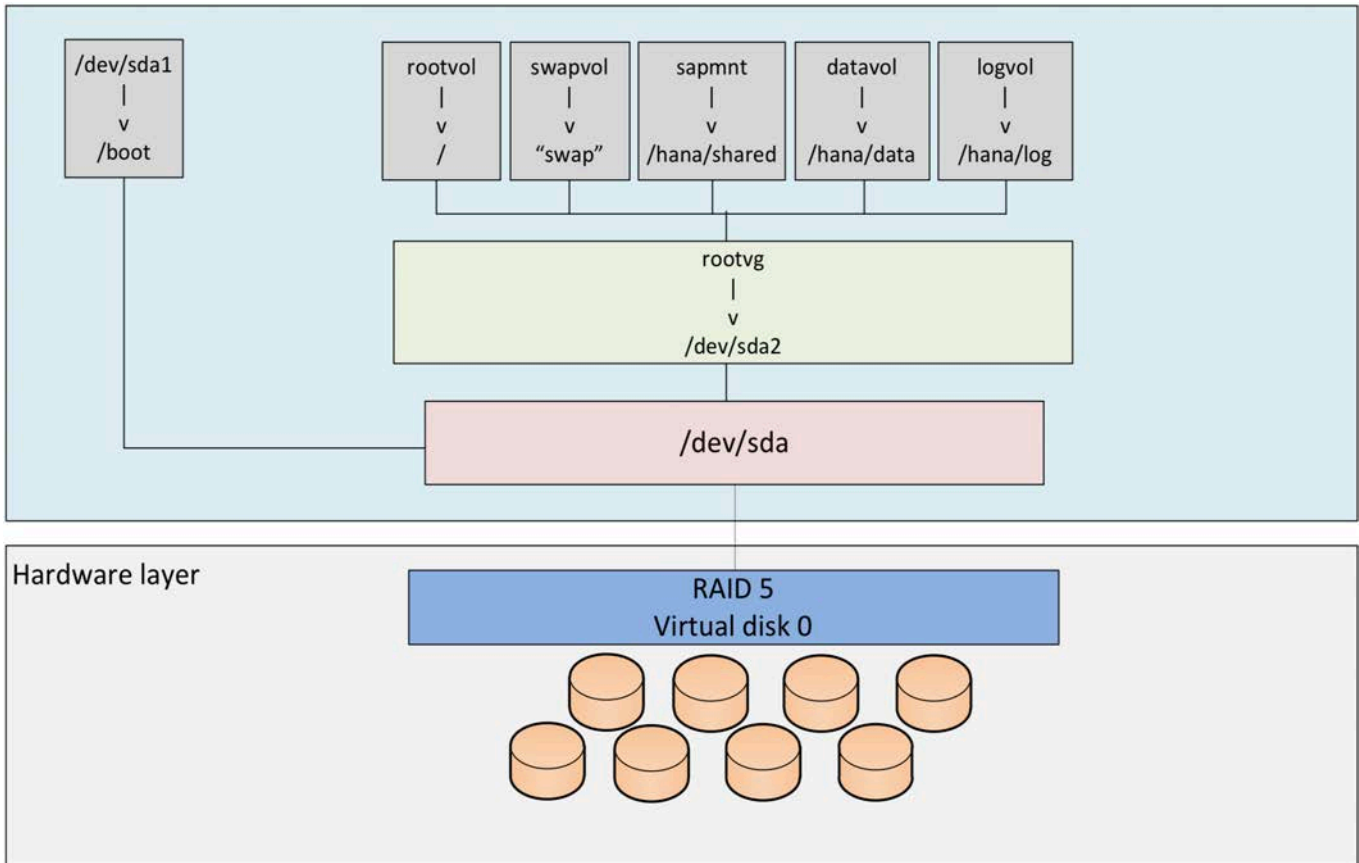 /dev/sda1
|
v
/boot
rootvol
|
v
/
swapvol
|
v
“swap”
sapmnt
|
v
/hana/shared
datavol
|
v
/hana/data
logvol
|
v
/hana/log
rootvg
|
v
/dev/sda2
/dev/sda
Hardware layer
RAID 5
Virtual disk 0